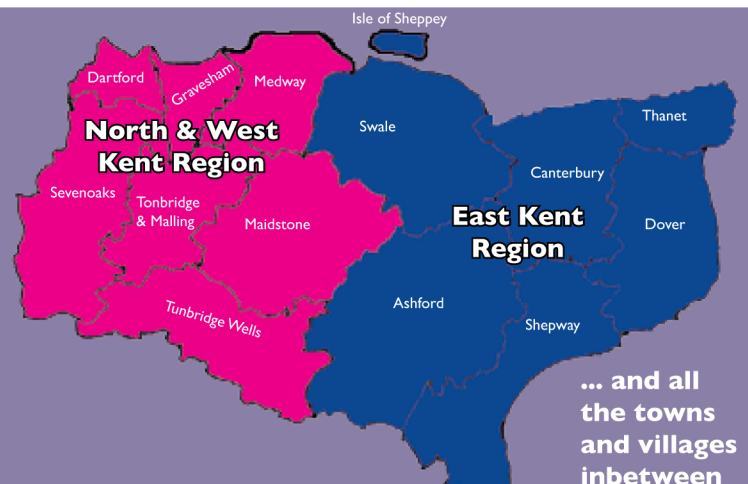 Isle of Sheppey
Dartford
Gravesham
Medway
Swale
Thanet
North & West
Kent Region
Canterbury
Sevenoaks
Tonbridge
& Malling
Maidstone
East Kent
Region
Dover
Ashford
Tunbridge Wells
Shepway
... and all
the towns
and villages
inbetween